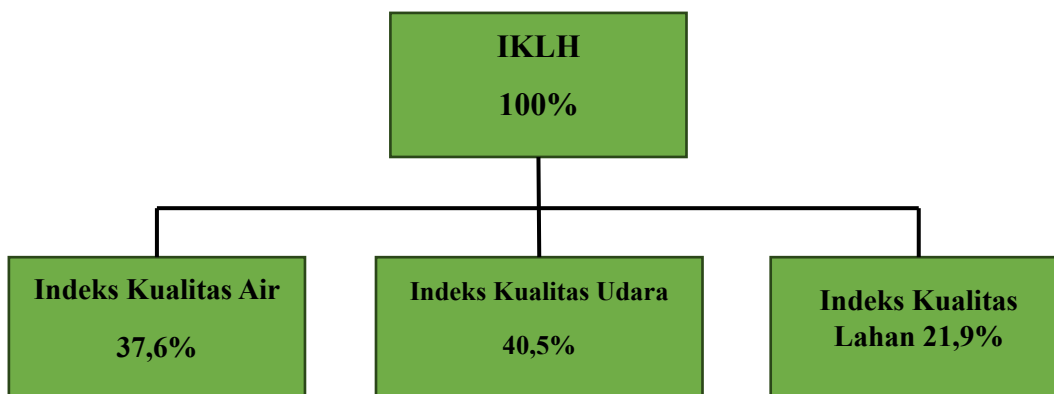 IKLH
100%
Indeks Kualitas Air
37,6%
Indeks Kualitas Udara
40,5%
Indeks Kualitas
Lahan 21,9%